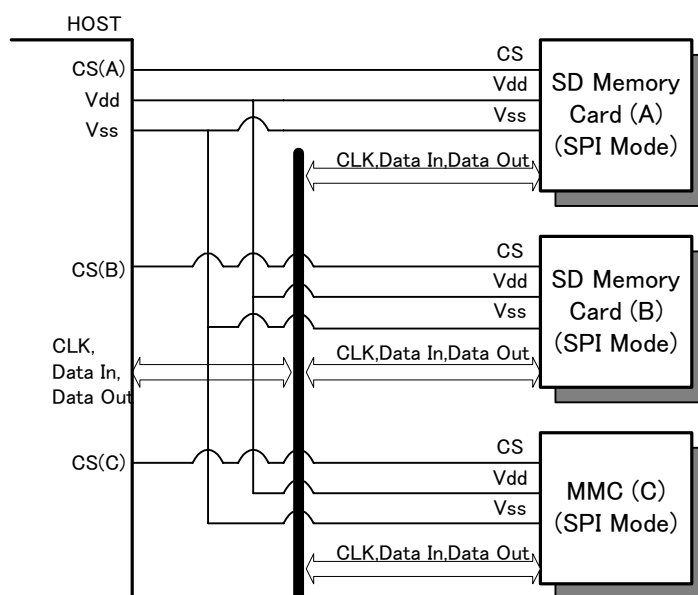 HOST
CS(A)
Vdd
Vss
CS
Vdd
Vss
SD Memory
Card (A)
(SPI Mode)
CLK,Data In,Data Out
CS(B)
CS
Vdd
Vss
SD Memory
Card (B)
(SPI Mode)
CLK,
Data In,
Data Out
CLK,Data In,Data Out
CS(C)
CS
Vdd
Vss
MMC (C)
(SPI Mode)
CLK,Data In,Data Out